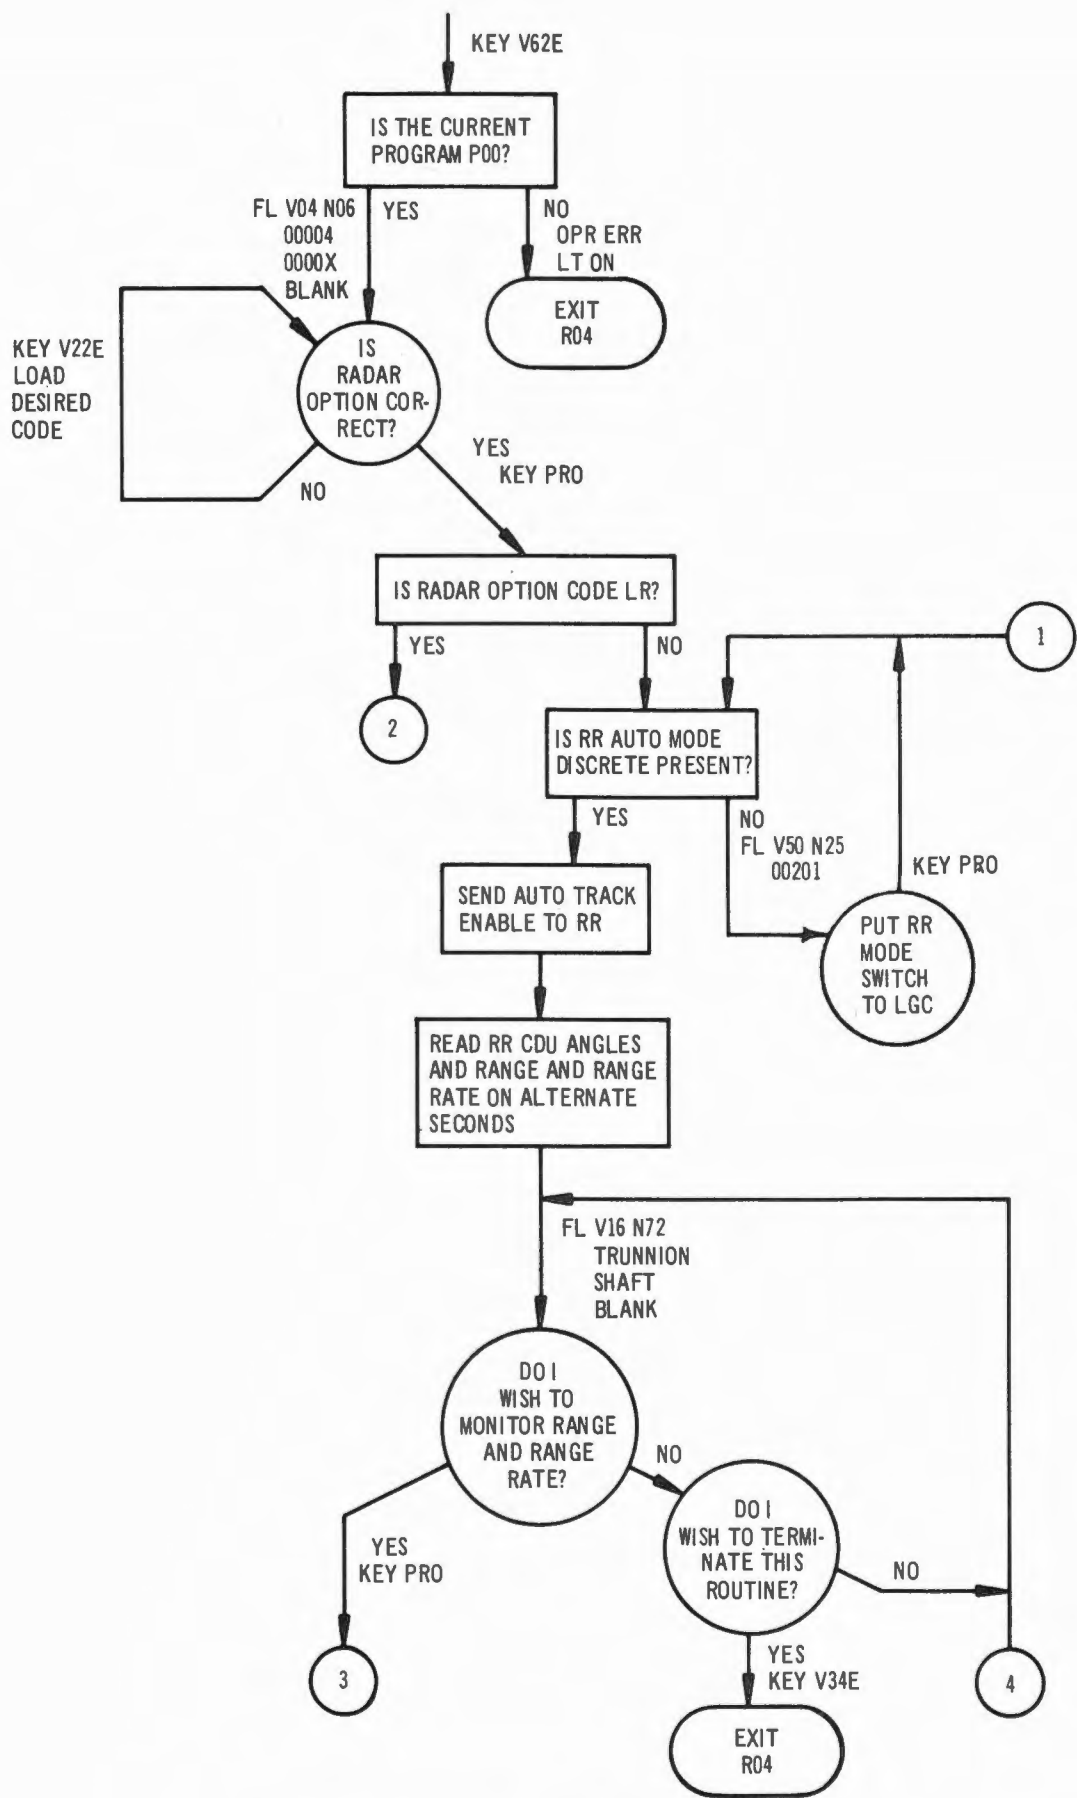 KEY V62E
IS THE CURRENT
PROGRAM P00?
FL V04 N06
00004
0000X
BLANK
YES
NO
OPR ERR
LT ON
EXIT
R04
KEY V22E
LOAD
DESIRED
CODE
IS
RADAR
OPTION COR-
RECT?
NO
YES
KEY PRO
IS RADAR OPTION CODE LR?
YES
NO
1
2
IS RR AUTO MODE
DISCRETE PRESENT?
YES
NO
FL V50 N25
00201
KEY PRO
PUT RR
MODE
SWITCH
TO LGC
SEND AUTO TRACK
ENABLE TO RR
READ RR CDU ANGLES
AND RANGE AND RANGE
RATE ON ALTERNATE
SECONDS
FL V16 N72
TRUNNION
SHAFT
BLANK
DO I
WISH TO
MONITOR RANGE
AND RANGE
RATE?
NO
YES
KEY PRO
DO I
WISH TO TERMI-
NATE THIS
ROUTINE?
NO
YES
KEY V34E
3
4
EXIT
R04